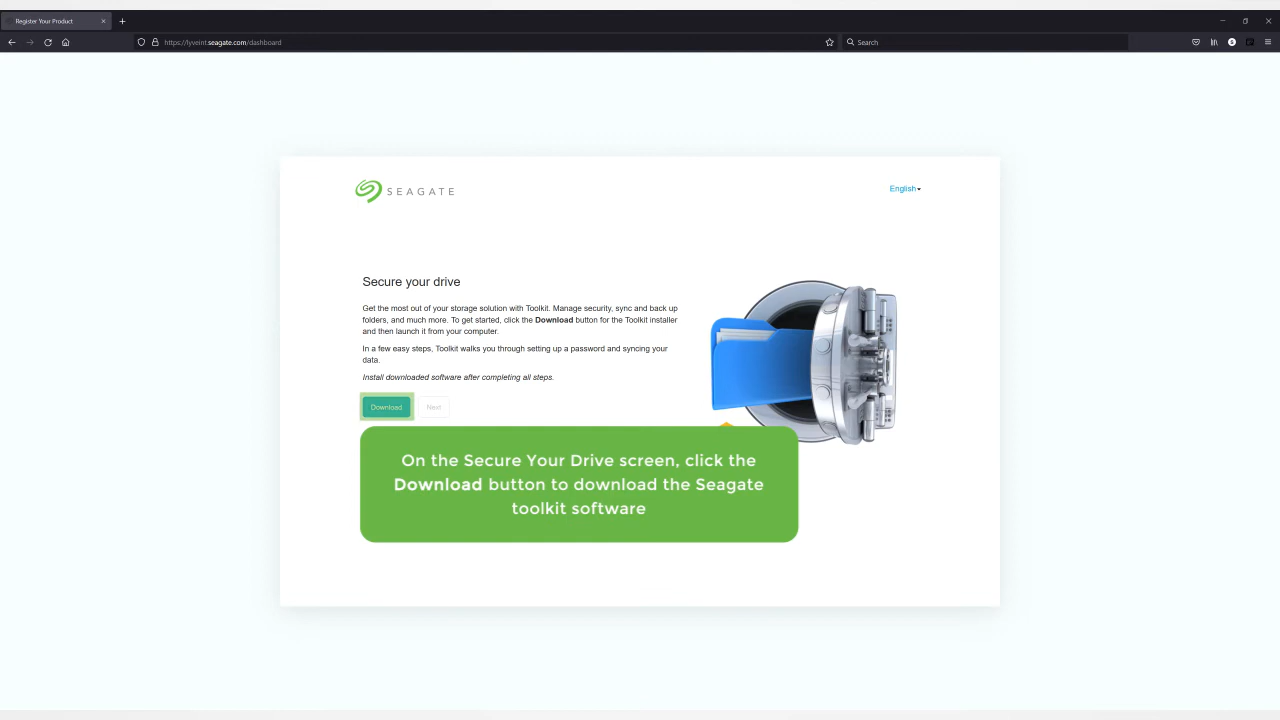 Register Your Product
https://lyveint.seagate.com/dashboard
Search
SEAGATE
English
Secure your drive
Get the most out of your storage solution with Toolkit. Manage security, sync and back up
folders, and much more. To get started, click the Download button for the Toolkit installer
and then launch it from your computer.
In a few easy steps, Toolkit walks you through setting up a password and syncing your
data.
Install downloaded software after completing all steps.
Download
Next
On the Secure Your Drive screen, click the
Download button to download the Seagate
toolkit software